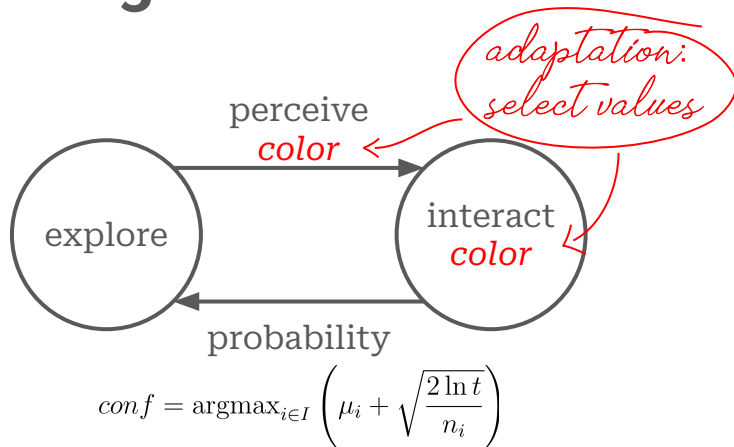 adaptation:
select values
perceive
color
explore
interact
color
probability
conf = argmax_{i∈I} ( μ_i + √(2 ln t / n_i) )